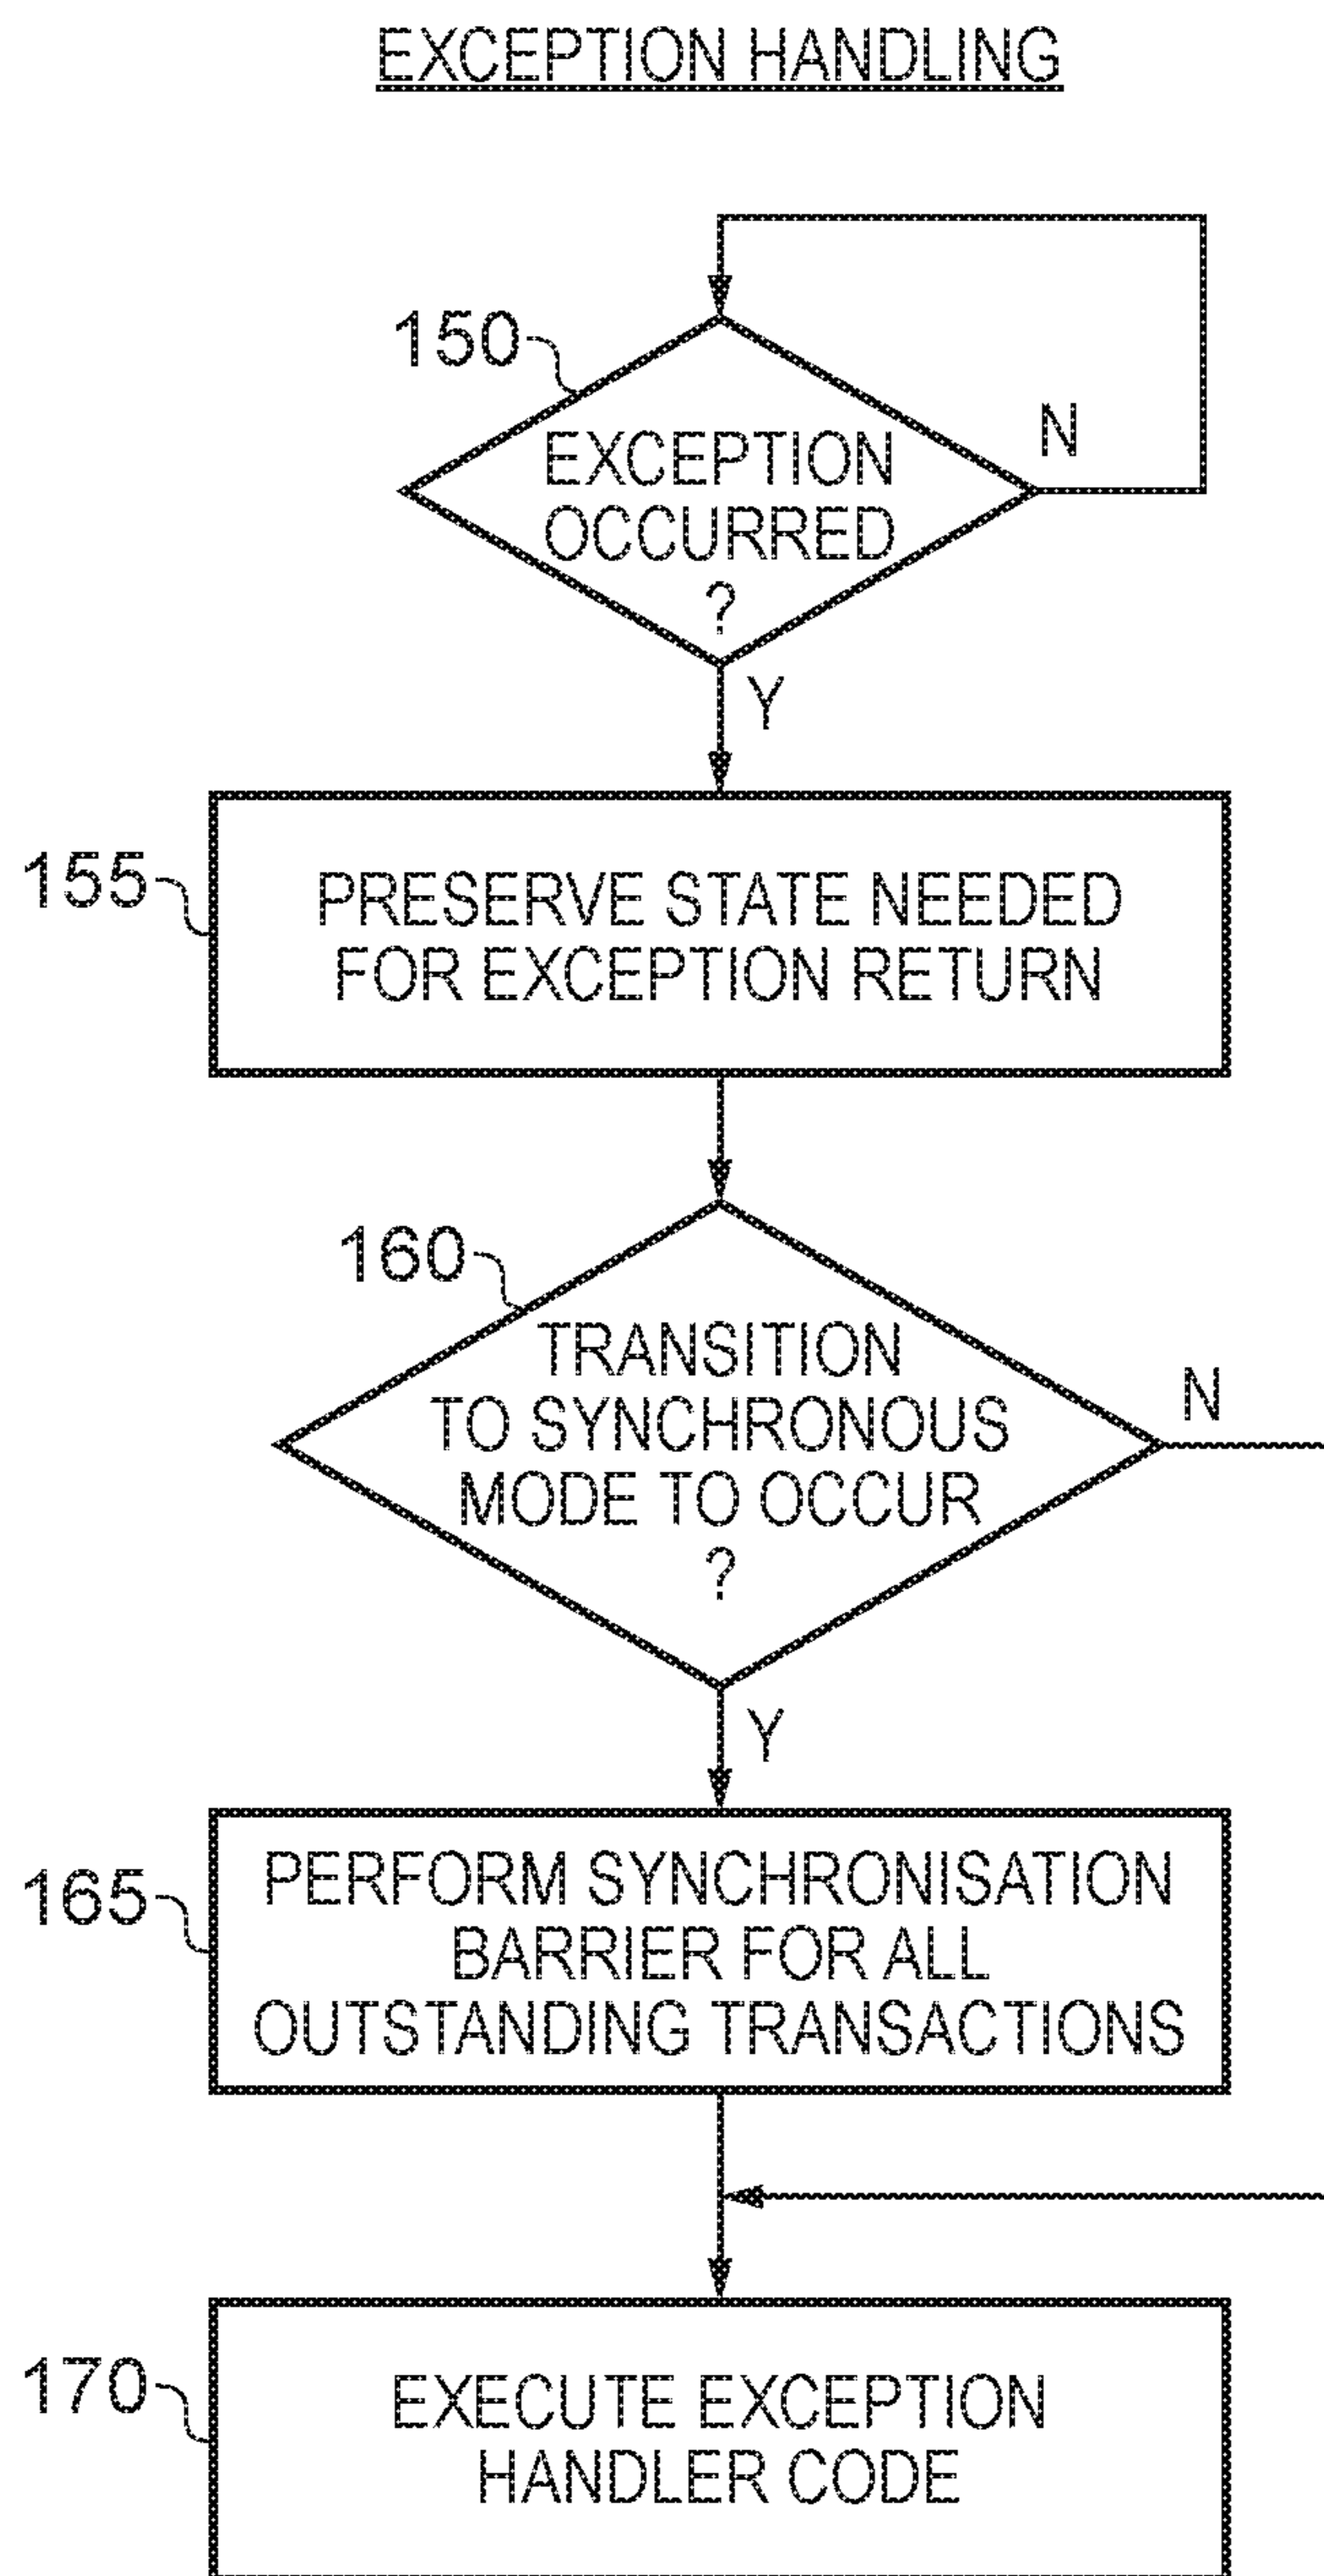 EXCEPTION HANDLING
150
EXCEPTION
OCCURRED
?
N
Y
155
PRESERVE STATE NEEDED
FOR EXCEPTION RETURN
160
TRANSITION
TO SYNCHRONOUS
MODE TO OCCUR
?
N
Y
165
PERFORM SYNCHRONISATION
BARRIER FOR ALL
OUTSTANDING TRANSACTIONS
170
EXECUTE EXCEPTION
HANDLER CODE